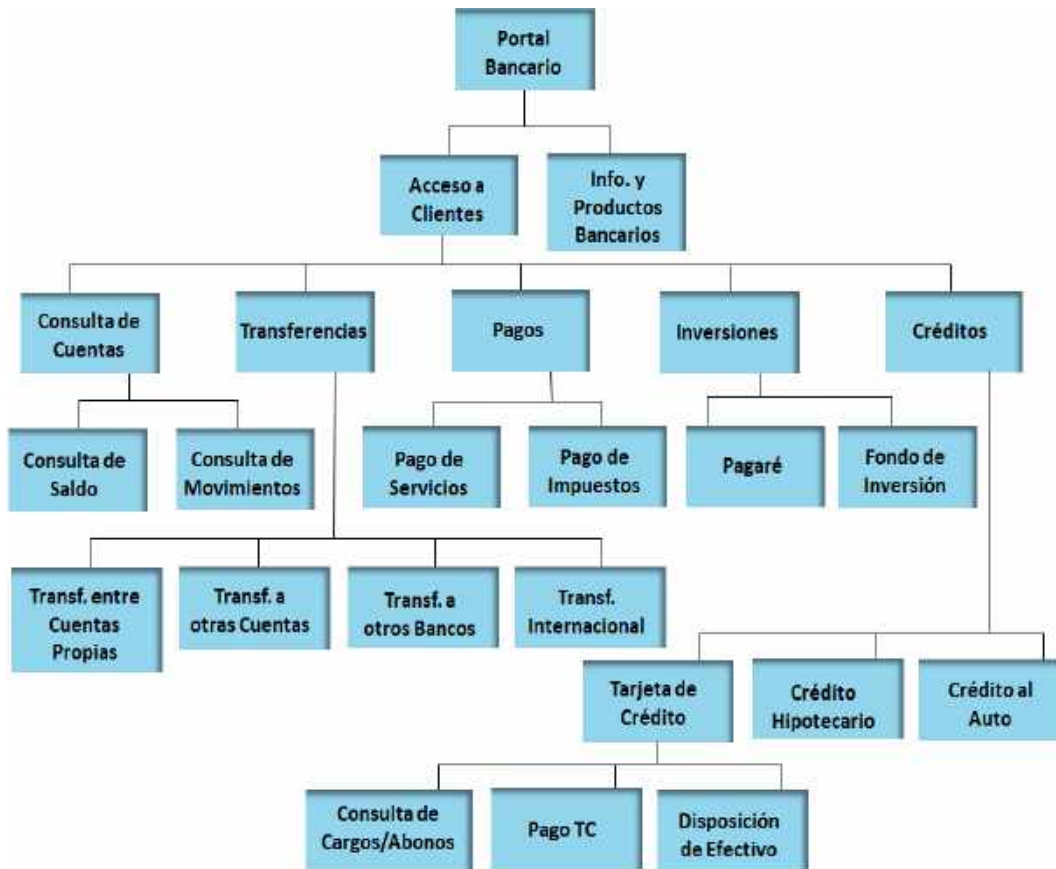 Portal
Bancario
Acceso a
Clientes
Info. y
Productos
Bancarios
Consulta de
Cuentas
Transferencias
Pagos
Inversiones
Créditos
Consulta de
Saldo
Consulta de
Movimientos
Pago de
Servicios
Pago de
Impuestos
Pagaré
Fondo de
Inversión
Transf. entre
Cuentas
Propias
Transf. a
otras Cuentas
Transf. a
otros Bancos
Transf.
Internacional
Tarjeta de
Crédito
Crédito
Hipotecario
Crédito al
Auto
Consulta de
Cargos/Abonos
Pago TC
Disposición
de Efectivo